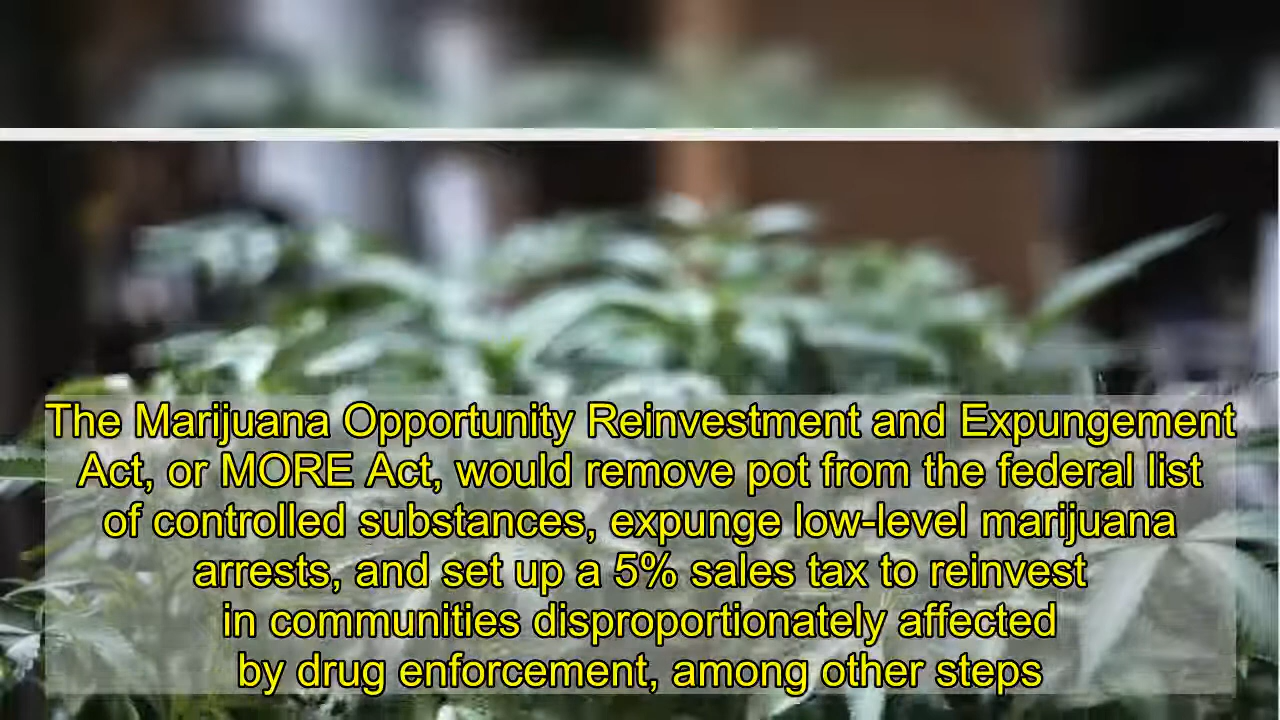 The Marijuana Opportunity Reinvestment and Expungement
Act, or MORE Act, would remove pot from the federal list
of controlled substances, expunge low-level marijuana
arrests, and set up a 5% sales tax to reinvest
in communities disproportionately affected
by drug enforcement, among other steps